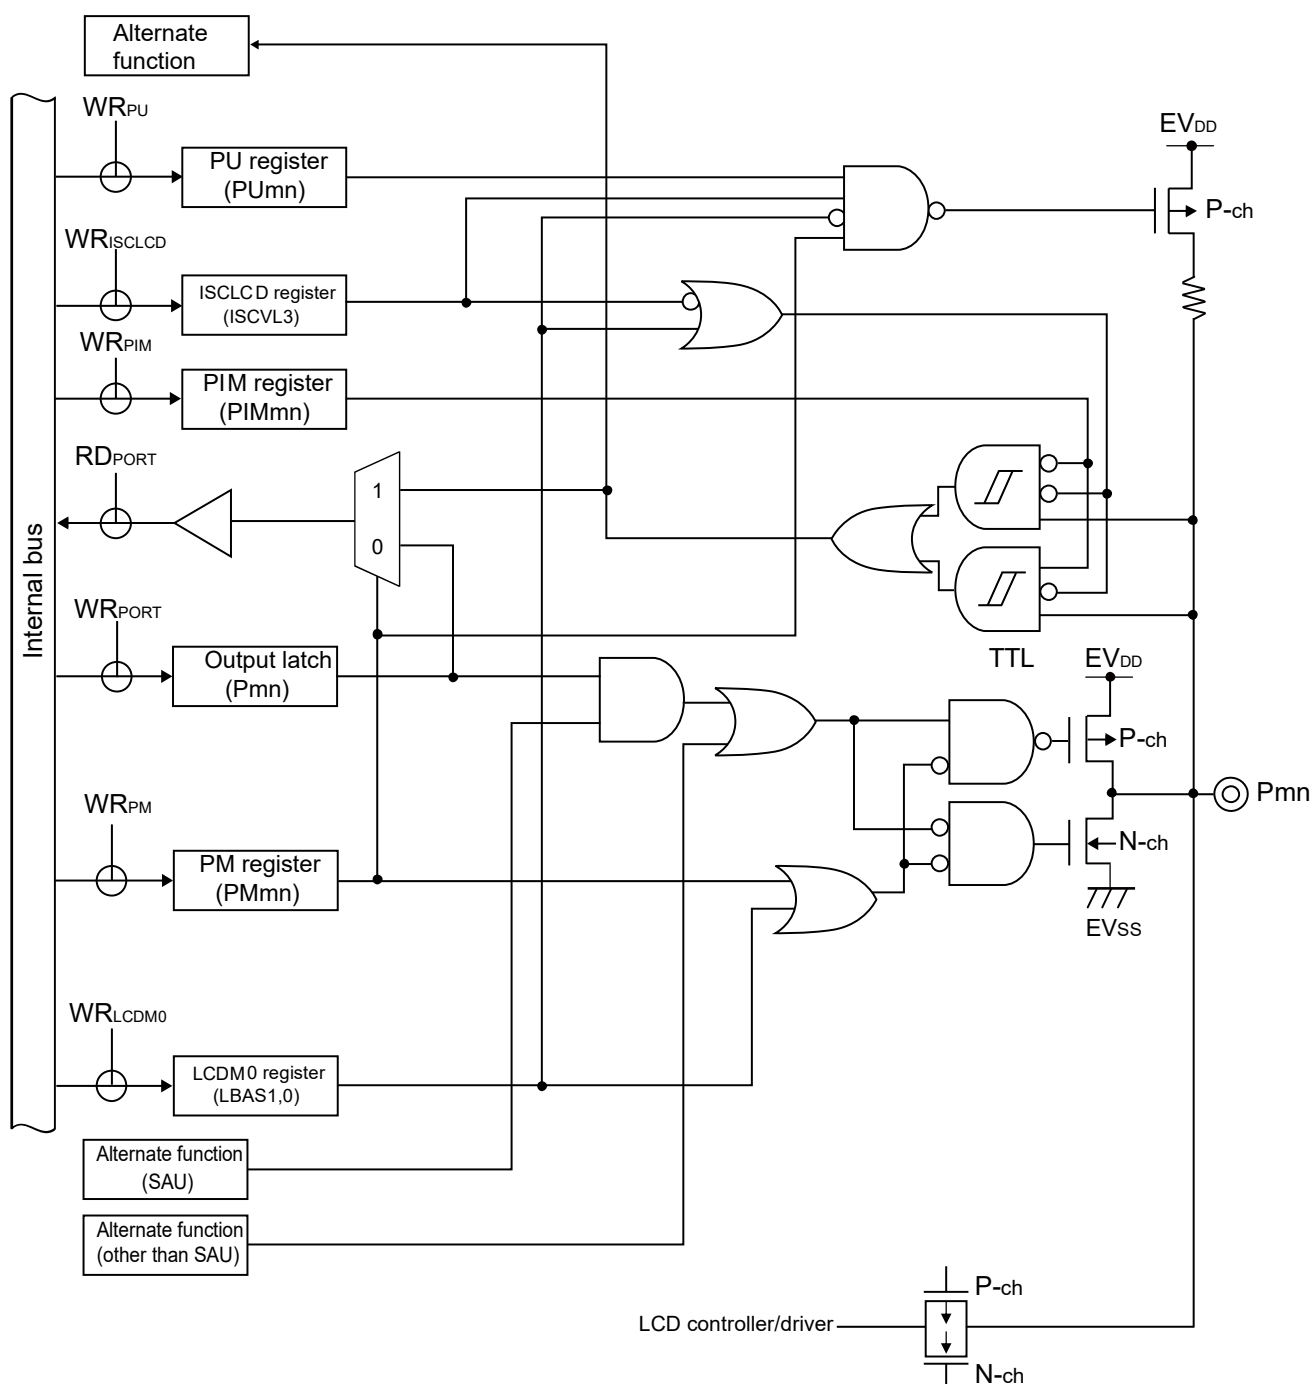 Alternate
function
WRPU
PU register
(PUmn)
EVDD
P-ch
WRISCLCD
ISCLCD register
(ISCVL3)
WRPIM
PIM register
(PIMmn)
RDPORT
1
0
Internal bus
WRPORT
Output latch
(Pmn)
TTL
EVDD
P-ch
Pmn
N-ch
EVSS
WRPM
PM register
(PMmn)
WRLCDM0
LCDM0 register
(LBAS1,0)
Alternate function
(SAU)
Alternate function
(other than SAU)
P-ch
LCD controller/driver
N-ch